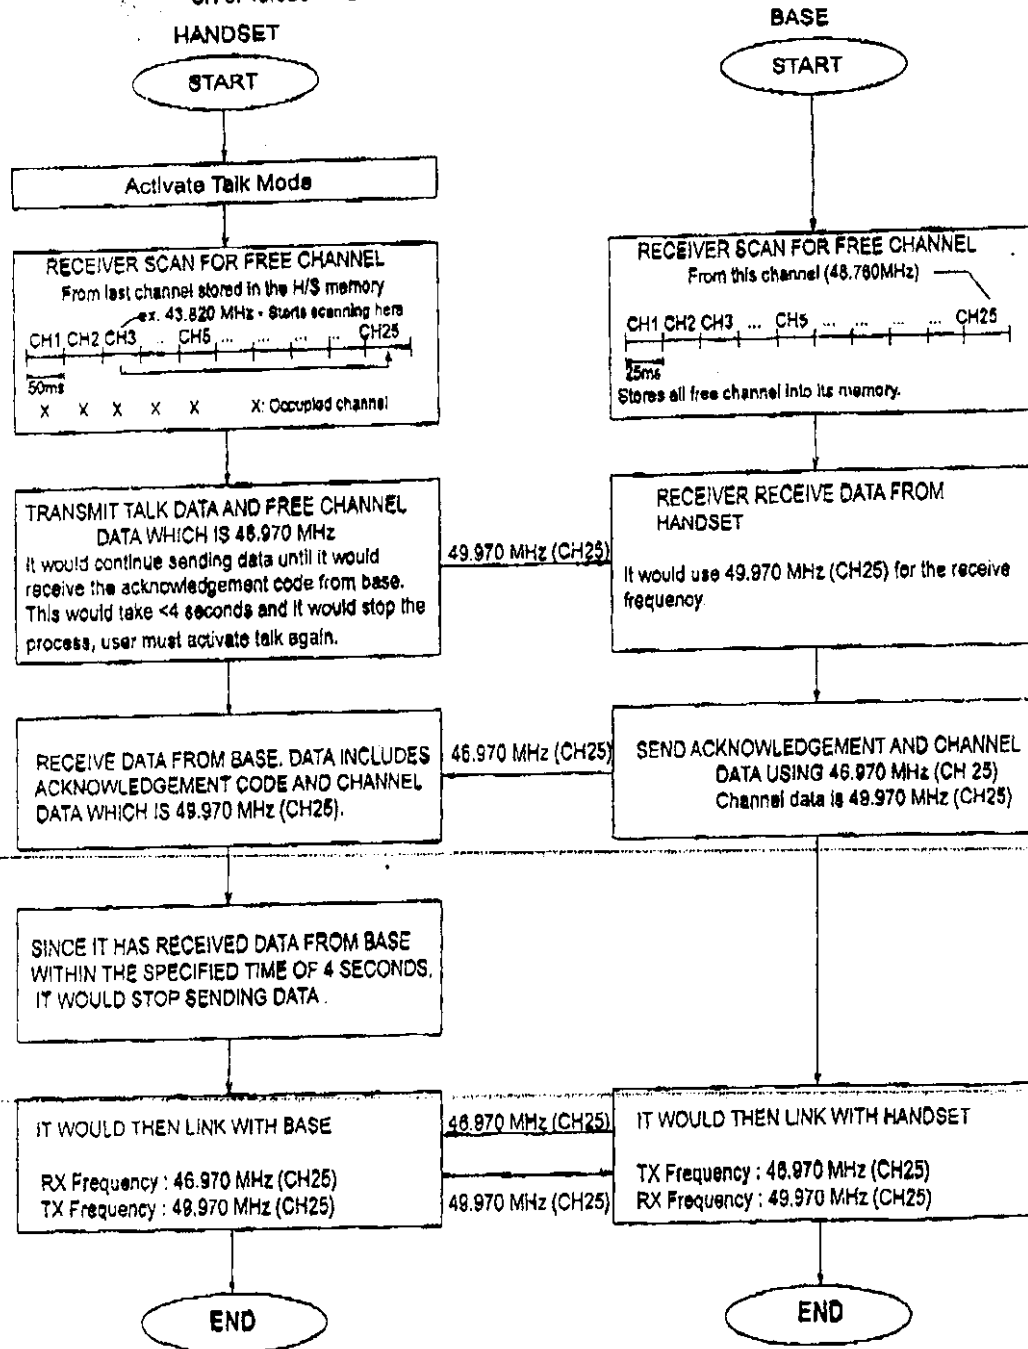 HANDSET
START
Activate Talk Mode
RECEIVER SCAN FOR FREE CHANNEL
From last channel stored in the H/S memory
ex. 43.820 MHz - Starts scanning here
CH1 CH2 CH3 ... CH5 ... ... ... ... CH25
50ms
X X X X X X: Occupied channel
TRANSMIT TALK DATA AND FREE CHANNEL
DATA WHICH IS 46.970 MHz
It would continue sending data until it would
receive the acknowledgement code from base.
This would take <4 seconds and it would stop the
process, user must activate talk again.
RECEIVE DATA FROM BASE. DATA INCLUDES
ACKNOWLEDGEMENT CODE AND CHANNEL
DATA WHICH IS 49.970 MHz (CH25).
SINCE IT HAS RECEIVED DATA FROM BASE
WITHIN THE SPECIFIED TIME OF 4 SECONDS,
IT WOULD STOP SENDING DATA.
IT WOULD THEN LINK WITH BASE
RX Frequency : 46.970 MHz (CH25)
TX Frequency : 49.970 MHz (CH25)
END
49.970 MHz (CH25)
46.970 MHz (CH25)
46.970 MHz (CH25)
49.970 MHz (CH25)
BASE
START
RECEIVER SCAN FOR FREE CHANNEL
From this channel (48.760MHz)
CH1 CH2 CH3 ... CH5 ... ... ... ... CH25
25ms
Stores all free channel into its memory.
RECEIVER RECEIVE DATA FROM
HANDSET
It would use 49.970 MHz (CH25) for the receive
frequency
SEND ACKNOWLEDGEMENT AND CHANNEL
DATA USING 46.970 MHz (CH 25)
Channel data is 49.970 MHz (CH25)
IT WOULD THEN LINK WITH HANDSET
TX Frequency : 46.970 MHz (CH25)
RX Frequency : 49.970 MHz (CH25)
END